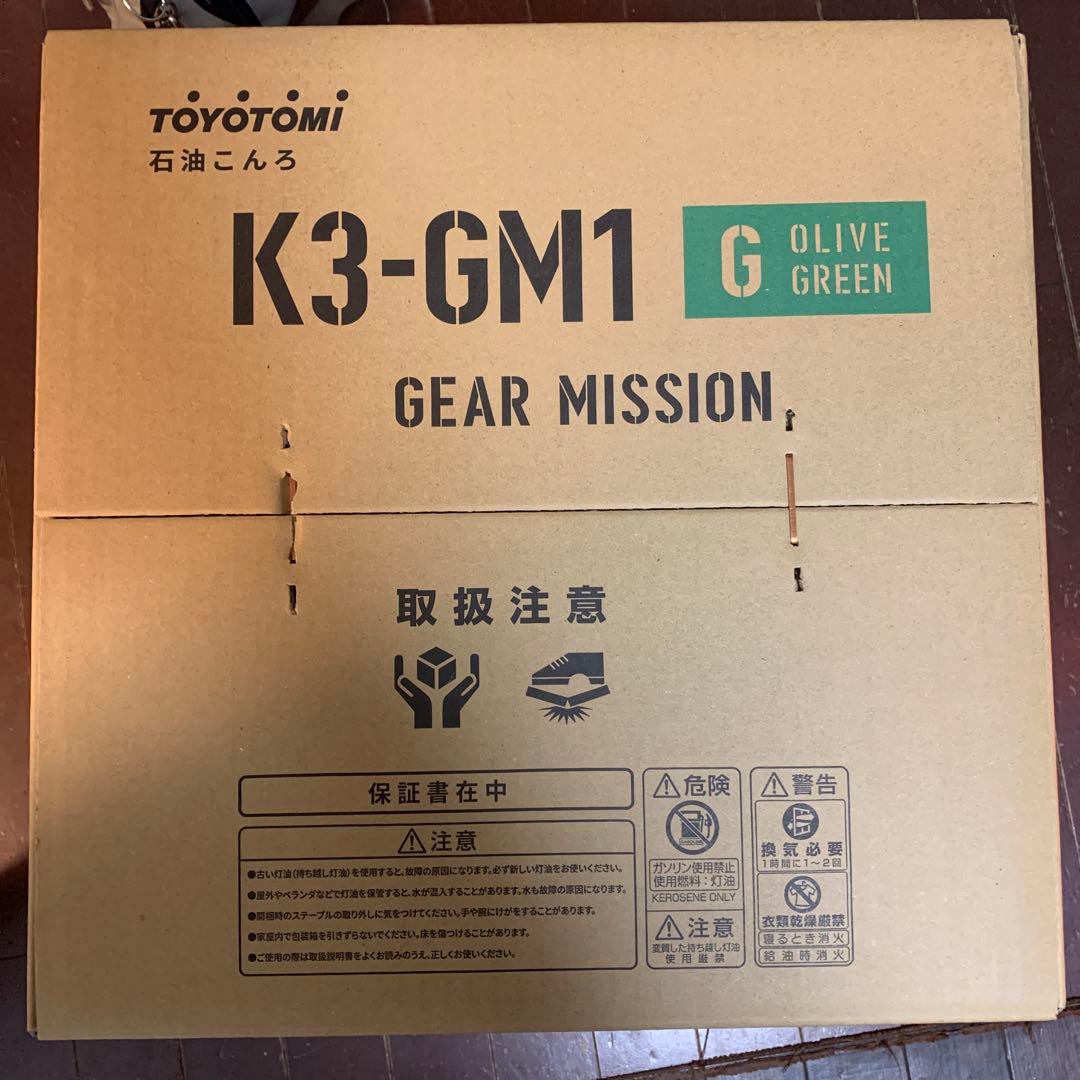 TOYOTOMI
石油こんろ
K3-GM1
G OLIVE GREEN
GEAR MISSION
取扱注意
保証書在中
注意
●古い灯油(持ち越し灯油)を使用すると、故障の原因になります。必ず新しい灯油をお使いください。
●屋外やベランダなどで灯油を保管すると、水が混入することがあります。水も故障の原因になります。
●開梱時のステープルの取り外しに気をつけてください。手や腕にけがをすることがあります。
●家屋内で包装箱を引きずらないでください。床を傷つけることがあります。
●ご使用の際は取扱説明書をよくお読みのうえ、正しくお使いください。
危険
GASOLINE
ガソリン使用禁止
使用燃料:灯油
KEROSENE ONLY
注意
変質した持ち越し灯油
使用厳禁
警告
換気必要
1時間に1~2回
衣類乾燥厳禁
寝るとき消火
給油時消火